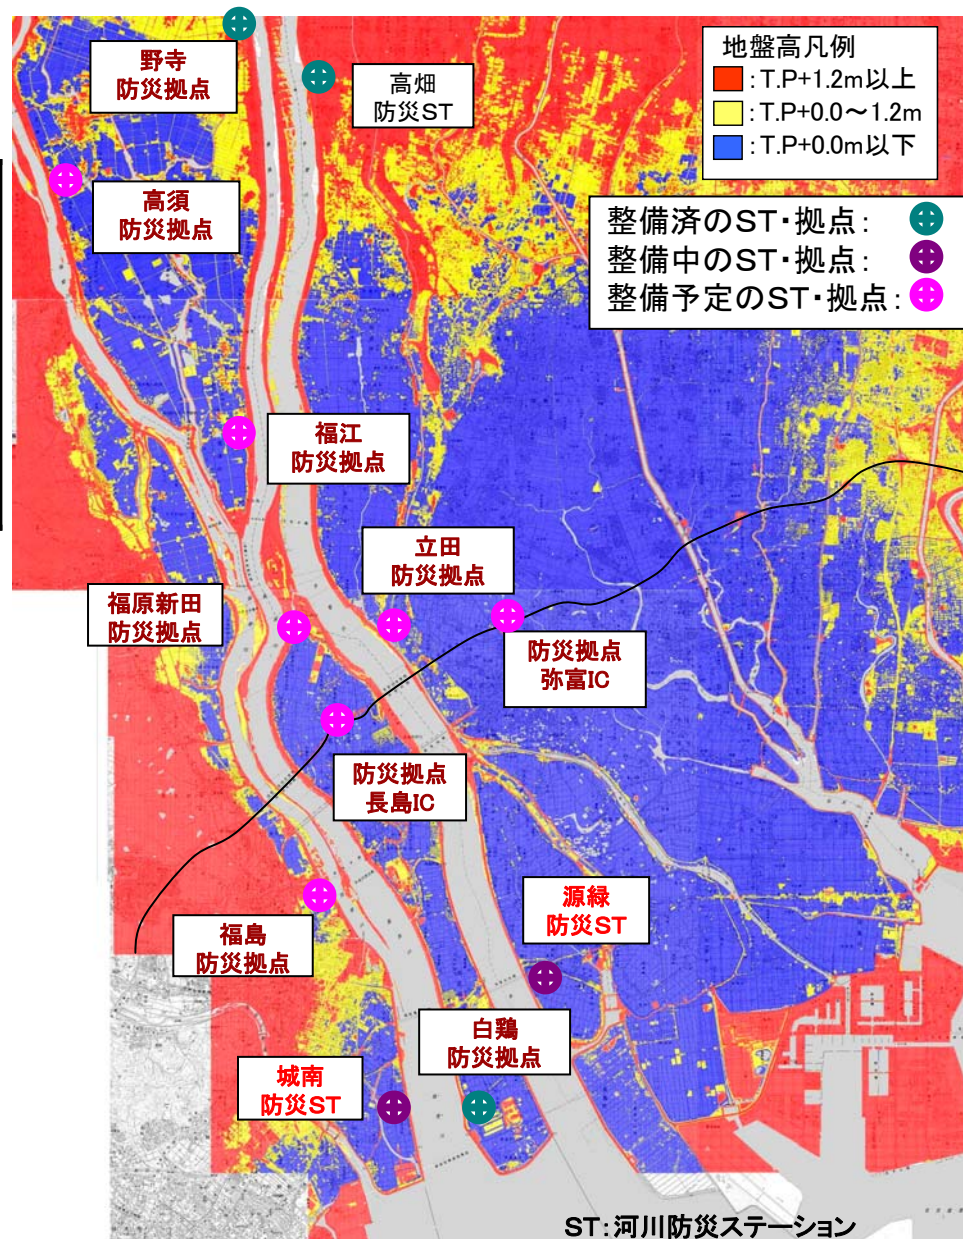 野寺
防災拠点
高畑
防災ST
地盤高凡例
:T.P+1.2m以上
:T.P+0.0〜1.2m
:T.P+0.0m以下
高須
防災拠点
整備済のST・拠点:
整備中のST・拠点:
整備予定のST・拠点:
福江
防災拠点
立田
防災拠点
福原新田
防災拠点
防災拠点
弥富IC
防災拠点
長島IC
源緑
防災ST
福島
防災拠点
白鶏
防災拠点
城南
防災ST
ST:河川防災ステーション